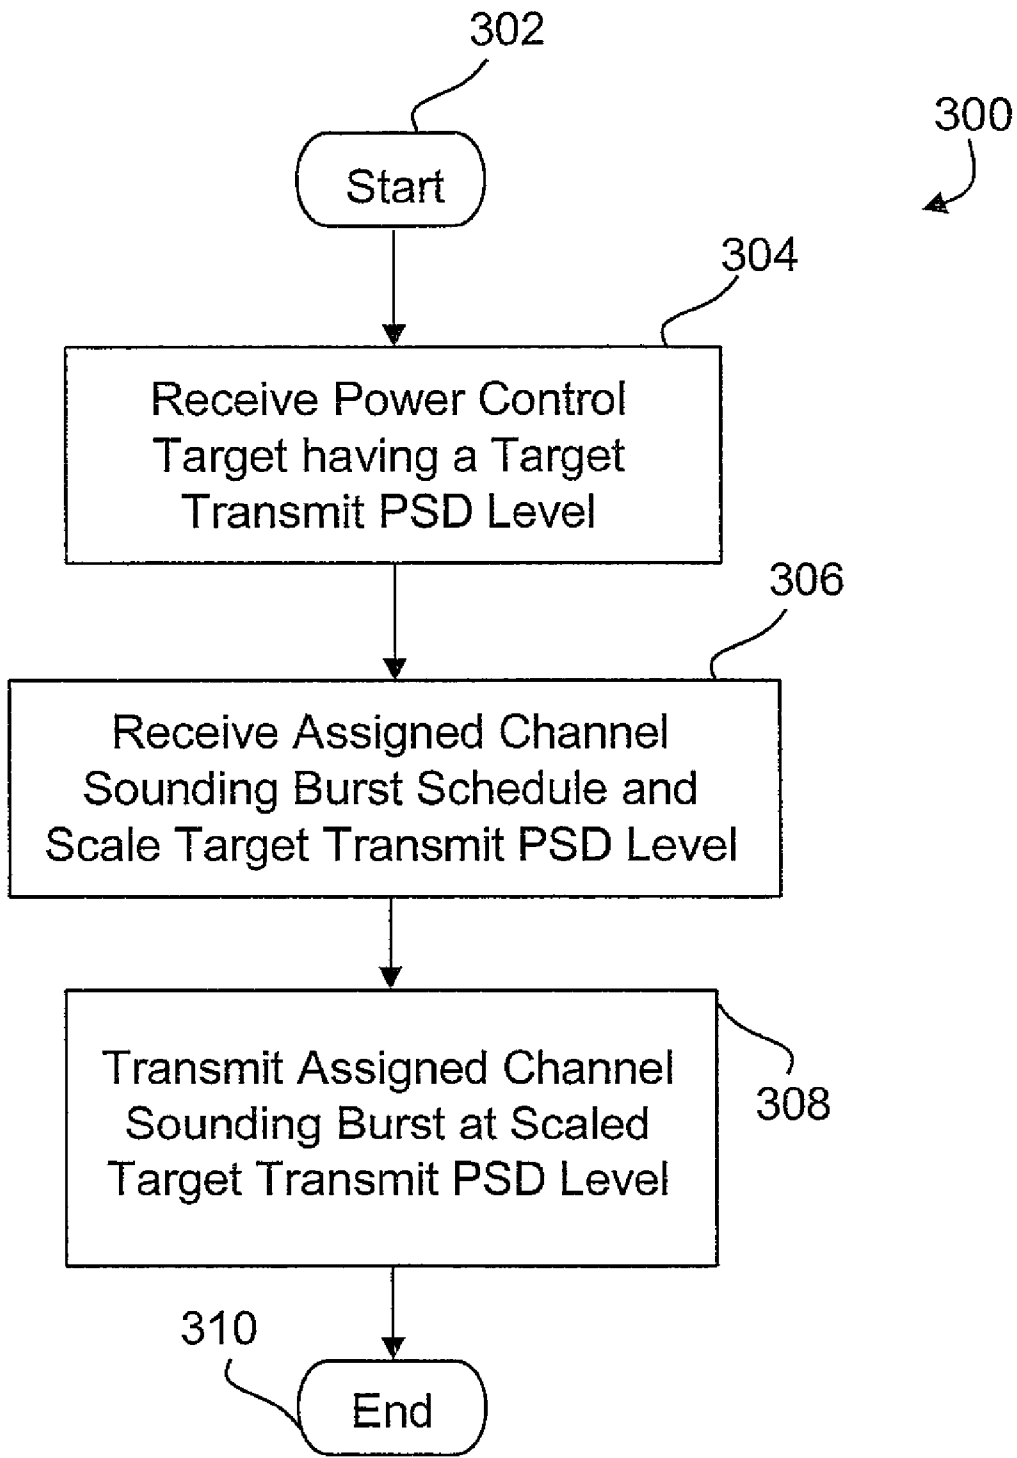 302
300
Start
304
Receive Power Control
Target having a Target
Transmit PSD Level
306
Receive Assigned Channel
Sounding Burst Schedule and
Scale Target Transmit PSD Level
Transmit Assigned Channel
Sounding Burst at Scaled
Target Transmit PSD Level
308
310
End